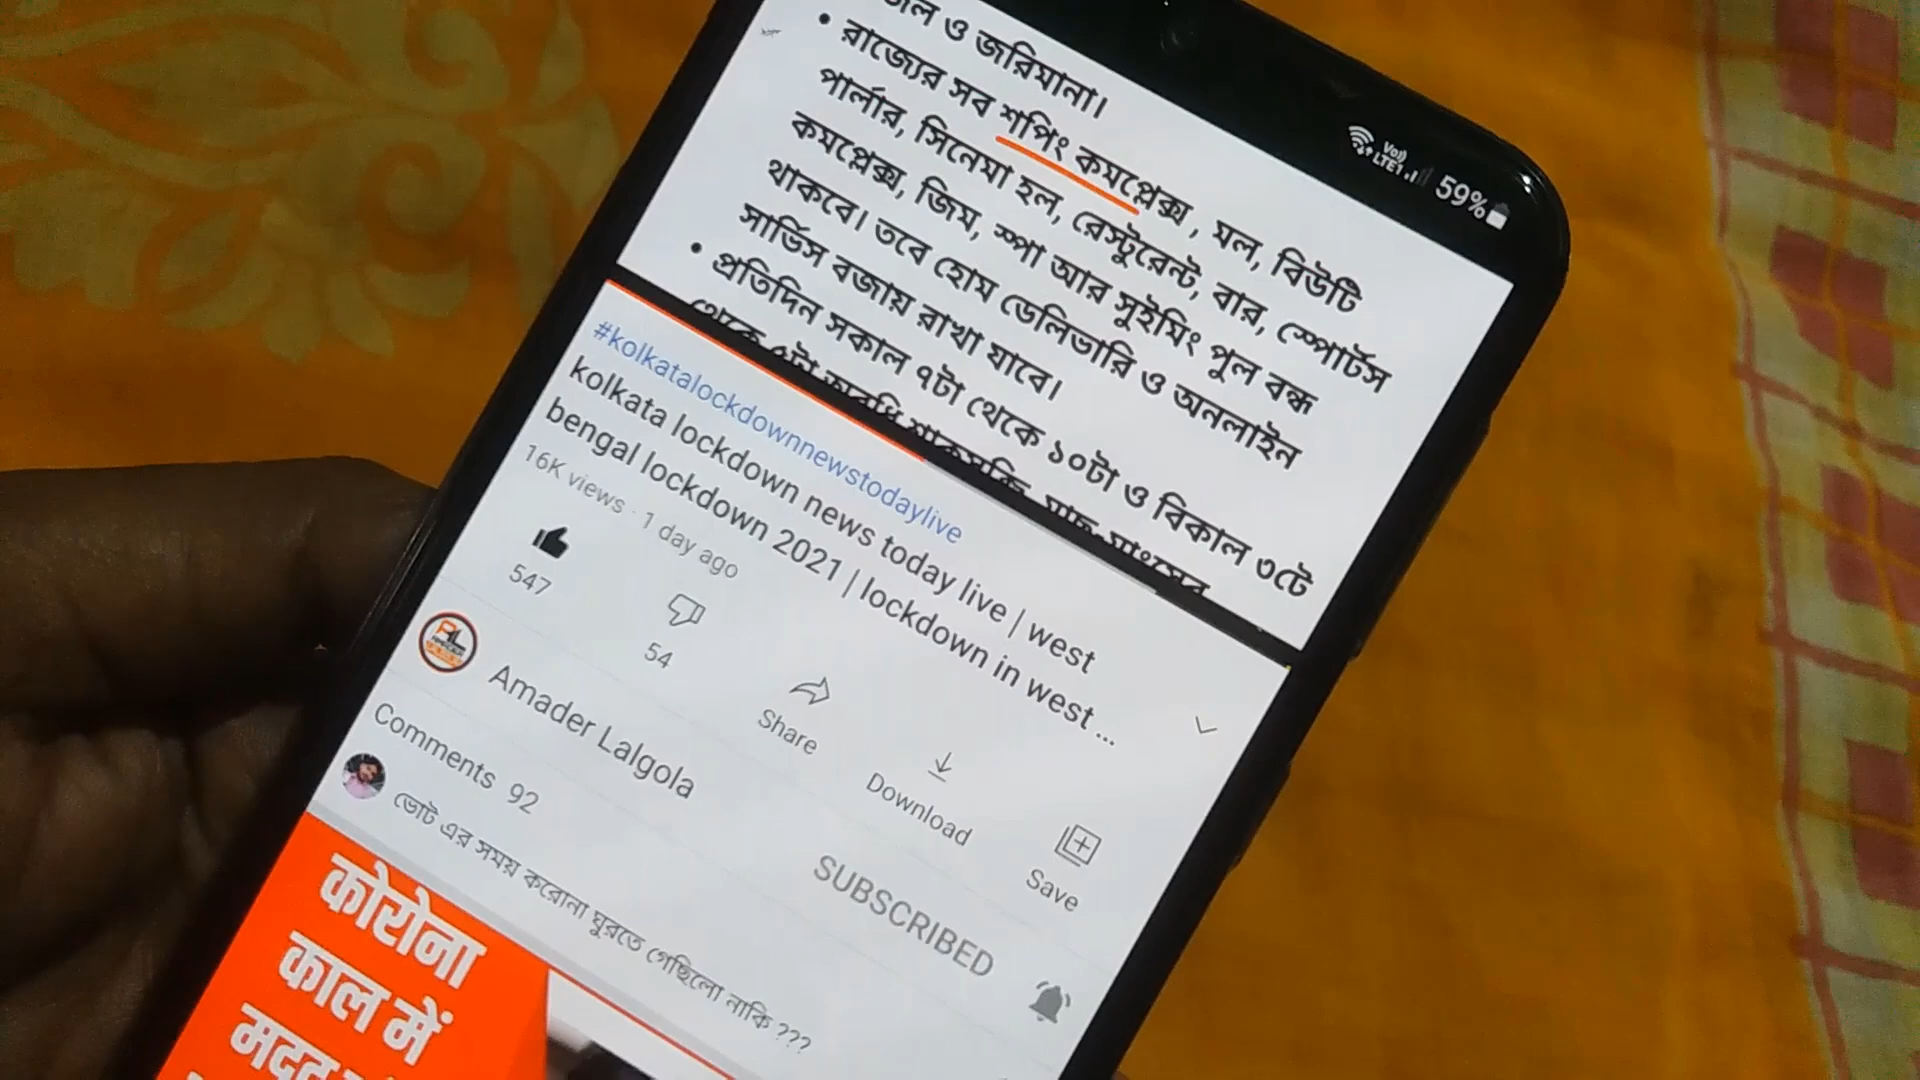 ও জরিমানা।
• রাজ্যের সব শপিং কমপ্লেক্স , মল, বিউটি
পার্লার, সিনেমা হল, রেস্টুরেন্ট, বার, স্পোর্টস
কমপ্লেক্স, জিম, স্পা আর সুইমিং পুল বন্ধ
থাকবে। তবে হোম ডেলিভারি ও অনলাইন
সার্ভিস বজায় রাখা যাবে।
• প্রতিদিন সকাল ৭টা থেকে ১০টা ও বিকাল ৩টে
VoLTE1
59%
#kolkatalockdownnewstodaylive
kolkata lockdown news today live | west
bengal lockdown 2021 | lockdown in west ...
16K views · 1 day ago
547
54
Share
Download
Save
Amader Lalgola
SUBSCRIBED
Comments 92
ভোট এর সময় করোনা ঘুরতে গেছিলো নাকি ???
कोरोना
काल में